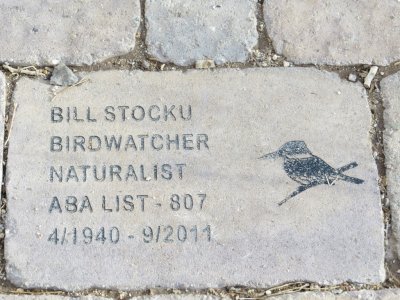 BILL STOCKU
BIRDWATCHER
NATURALIST
ABA LIST - 807
4/1940 - 9/2011